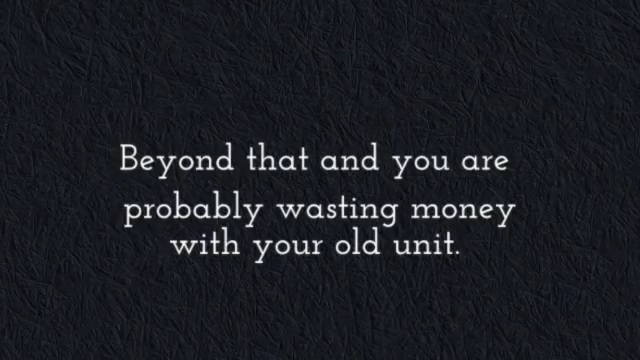 Beyond that and you are
probably wasting money
with your old unit.